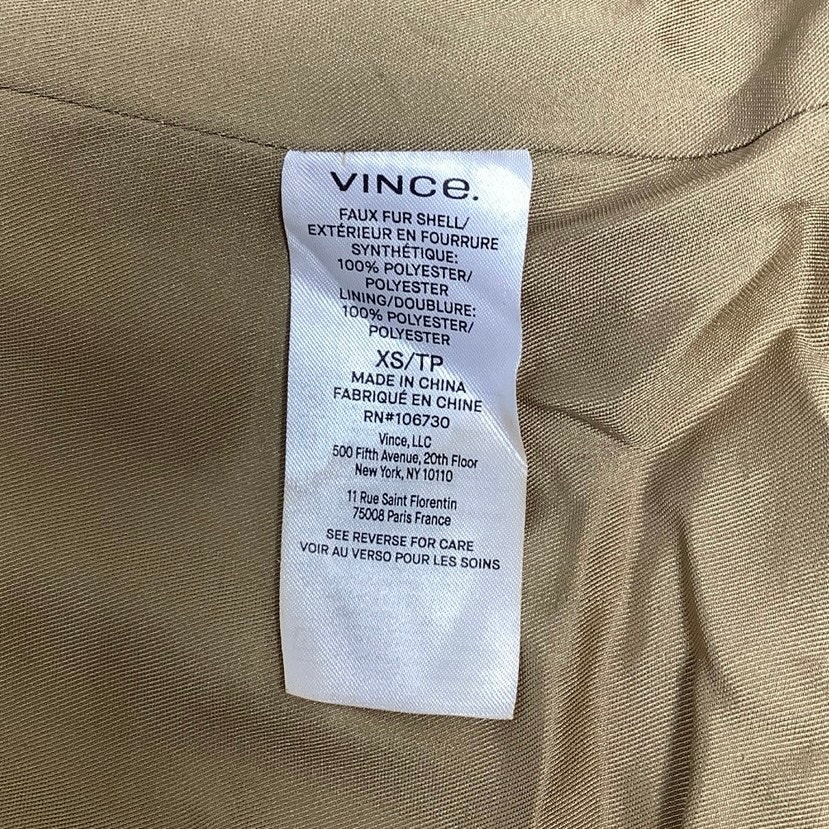 VINCe.
FAUX FUR SHELL/
EXTÉRIEUR EN FOURRURE
SYNTHÉTIQUE:
100% POLYESTER/
POLYESTER
LINING/DOUBLURE:
100% POLYESTER/
POLYESTER
XS/TP
MADE IN CHINA
FABRIQUÉ EN CHINE
RN#106730
Vince, LLC
500 Fifth Avenue, 20th Floor
New York, NY 10110
11 Rue Saint Florentin
75008 Paris France
SEE REVERSE FOR CARE
VOIR AU VERSO POUR LES SOINS